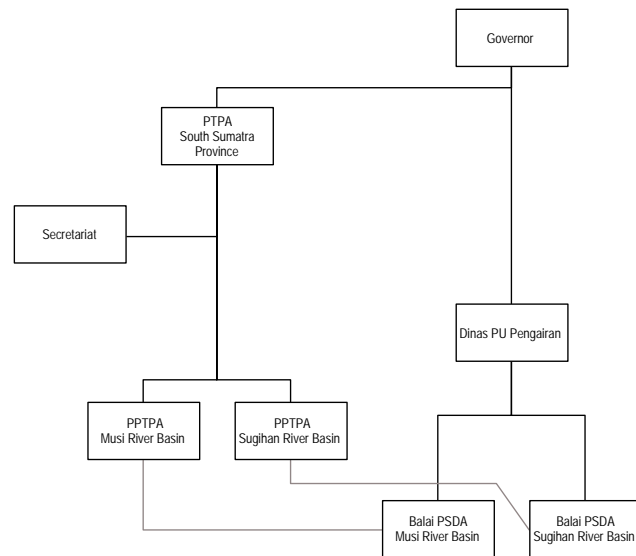 Governor
PTPA
South Sumatra
Province
Secretariat
Dinas PU Pengairan
PPTPA
Musi River Basin
PPTPA
Sugihan River Basin
Balai PSDA
Musi River Basin
Balai PSDA
Sugihan River Basin